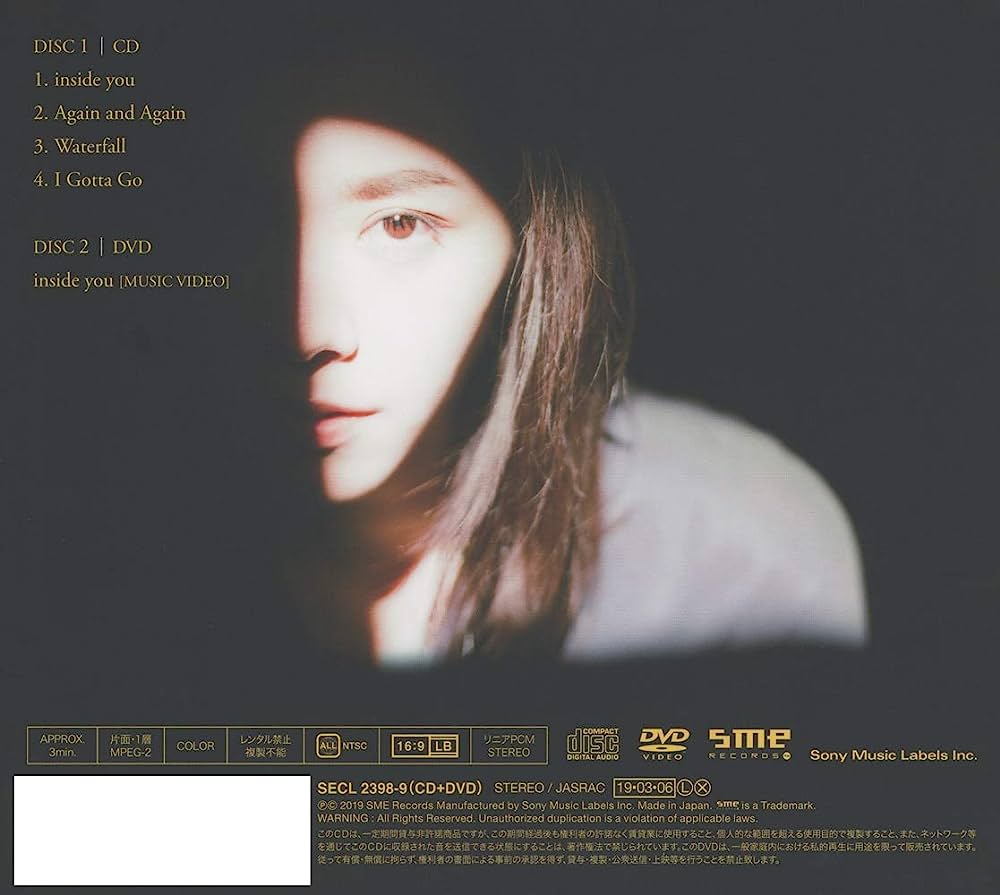 DISC 1 | CD
1. inside you
2. Again and Again
3. Waterfall
4. I Gotta Go
DISC 2 | DVD
inside you [MUSIC VIDEO]
APPROX. 3min.
片面・1層 MPEG-2
COLOR
レンタル禁止 複製不能
ALL NTSC
16:9 LB
リニアPCM STEREO
COMPACT disc DIGITAL AUDIO
DVD VIDEO
sme RECORDS
Sony Music Labels Inc.
SECL 2398-9(CD+DVD) STEREO / JASRAC 19・03・06 Ⓛ Ⓧ
ⓅⒸ 2019 SME Records Manufactured by Sony Music Labels Inc. Made in Japan. sme is a Trademark.
WARNING : All Rights Reserved. Unauthorized duplication is a violation of applicable laws.
このCDは、一定期間貸与非許諾商品ですが、この期間経過後も権利者の許諾なく賃貸業に使用すること、個人的な範囲を超える使用目的で複製すること、また、ネットワーク等
を通じてこのCDに収録された音を送信できる状態にすることは、著作権法で禁じられています。このDVDは、一般家庭内における私的再生に用途を限って販売されています。
従って有償・無償に拘らず、権利者の書面による事前の承認を得ず、貸与・複製・公衆送信・上映等を行うことを禁止致します。